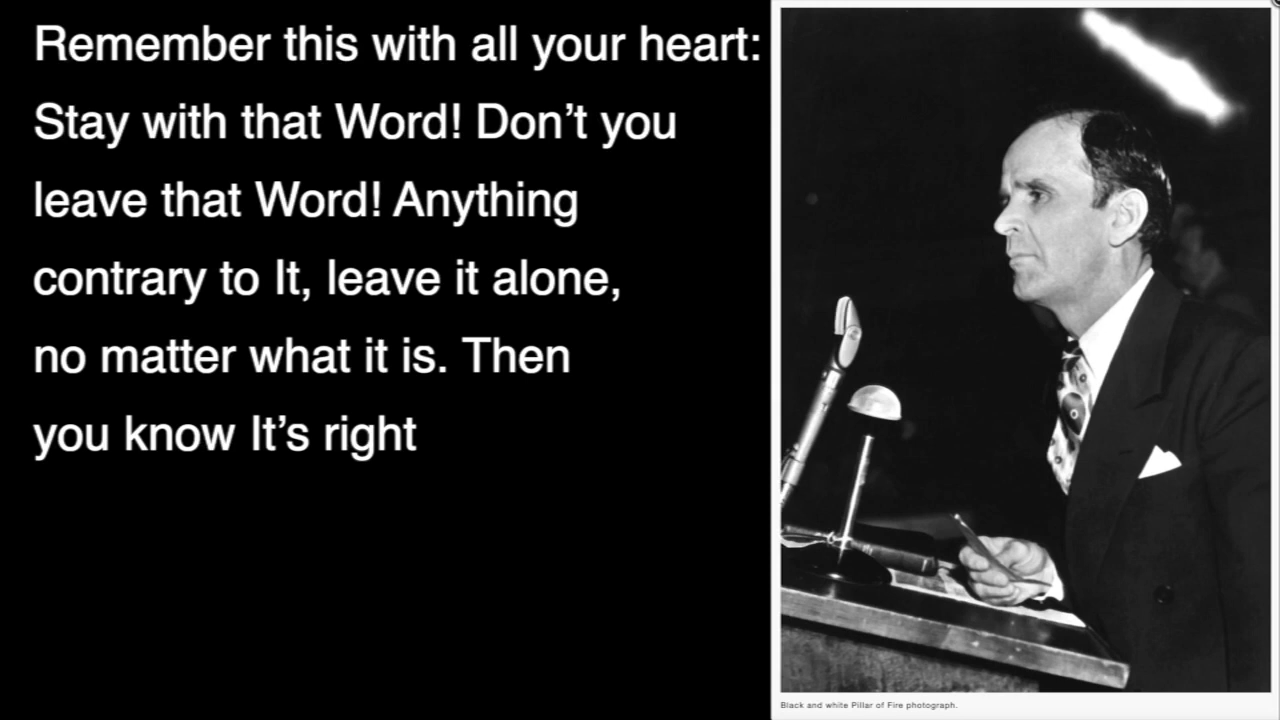 Remember this with all your heart:
Stay with that Word! Don’t you
leave that Word! Anything
contrary to It, leave it alone,
no matter what it is. Then
you know It’s right
Black and white Pillar of Fire photograph.